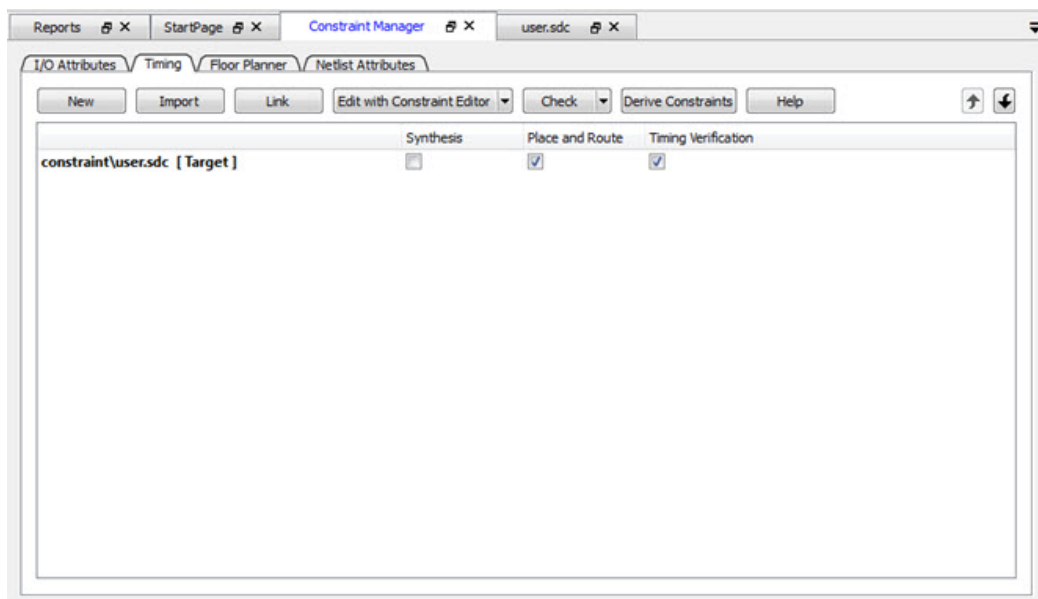 Reports StartPage Constraint Manager user.sdc
I/O Attributes Timing Floor Planner Netlist Attributes
New Import Link Edit with Constraint Editor Check Derive Constraints Help
Synthesis Place and Route Timing Verification
constraint\user.sdc [ Target ]